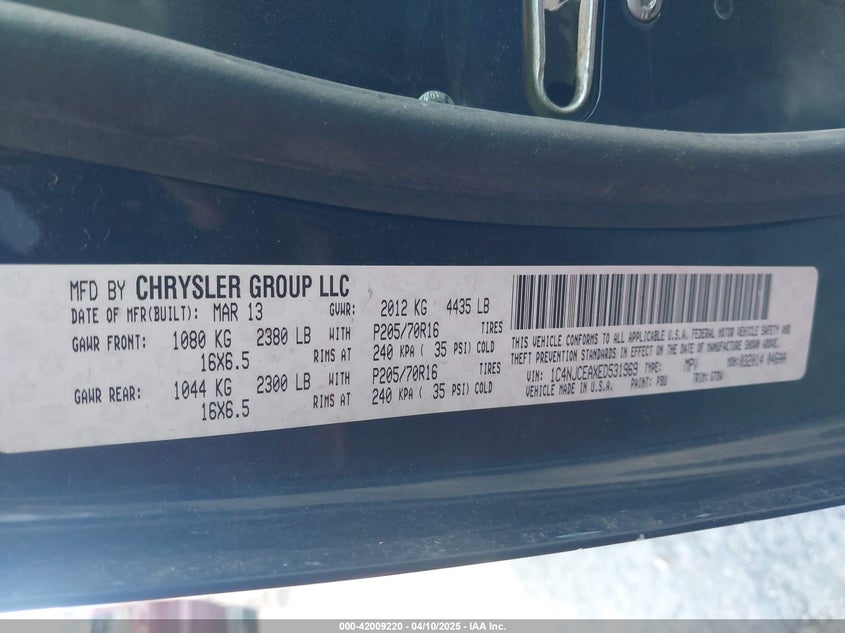 MFD BY CHRYSLER GROUP LLC
DATE OF MFR(BUILT): MAR 13 GVWR: 2012 KG 4435 LB
GAWR FRONT: 1080 KG 2380 LB WITH P205/70R16 TIRES
16X6.5 RIMS AT 240 KPA ( 35 PSI) COLD
GAWR REAR: 1044 KG 2300 LB WITH P205/70R16 TIRES
16X6.5 RIMS AT 240 KPA ( 35 PSI) COLD
THIS VEHICLE CONFORMS TO ALL APPLICABLE U.S.A. FEDERAL MOTOR VEHICLE SAFETY AND
THEFT PREVENTION STANDARDS IN EFFECT ON THE DATE OF MANUFACTURE SHOWN ABOVE.
VIN: 1C4NJCEAXED531969 TYPE: MPV MDH:
VEHICLE MADE IN U.S.A. PAINT: PBU TRIM:
000-42009220 - 04/10/2025 - IAA Inc.